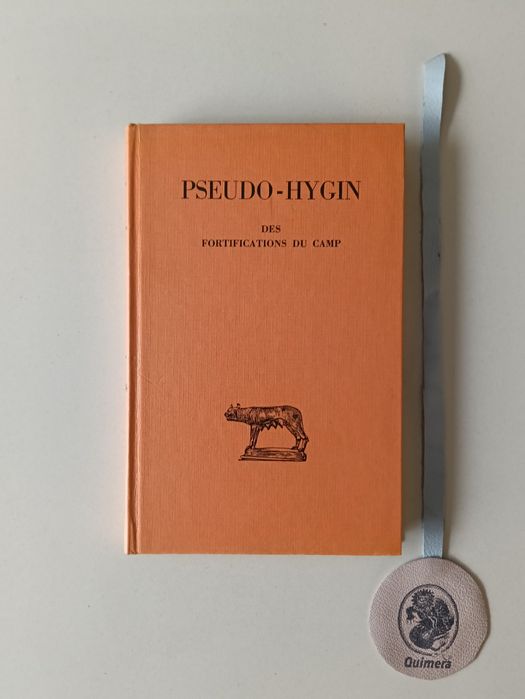 PSEUDO-HYGIN
DES
FORTIFICATIONS DU CAMP
Quimera